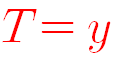 T = y